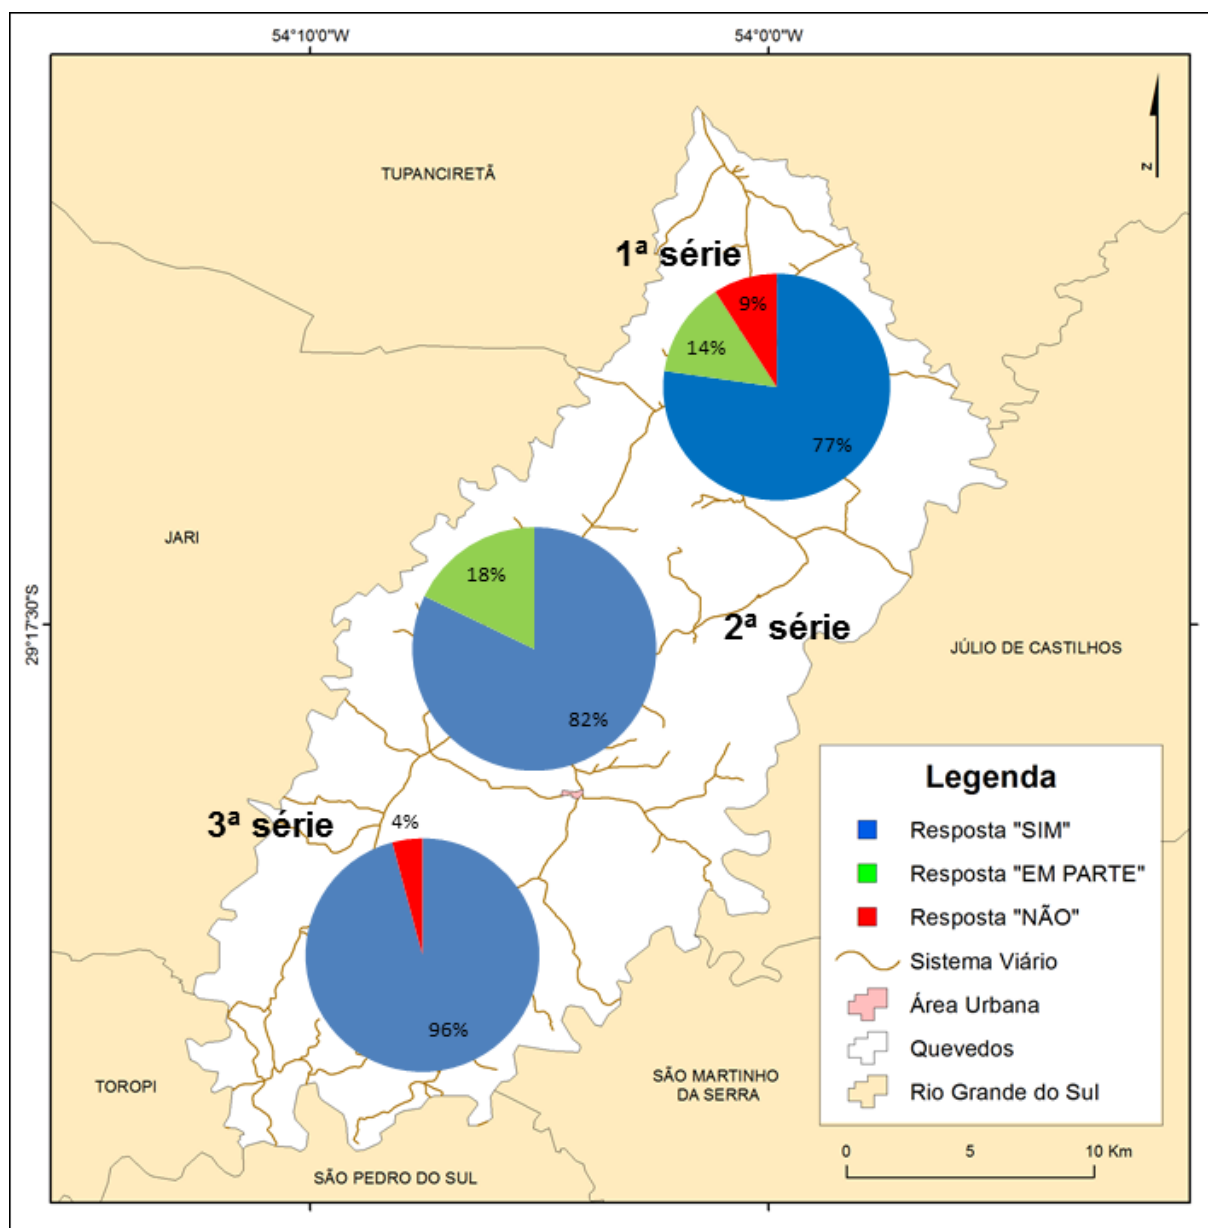 54°10'0"W
54°0'0"W
TUPANCIRETÃ
N
1ª série
9%
14%
77%
JARI
18%
29°17'30"S
2ª série
JÚLIO DE CASTILHOS
82%
Legenda
3ª série
4%
Resposta "SIM"
Resposta "EM PARTE"
Resposta "NÃO"
Sistema Viário
Área Urbana
96%
Quevedos
TOROPI
SÃO MARTINHO
DA SERRA
Rio Grande do Sul
0 5 10 Km
SÃO PEDRO DO SUL